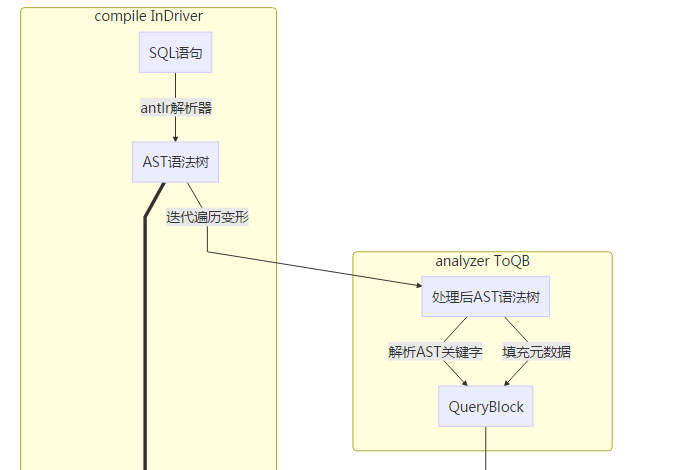 compile InDriver
SQL语句
antlr解析器
AST语法树
迭代遍历变形
analyzer ToQB
处理后AST语法树
解析AST关键字
填充元数据
QueryBlock